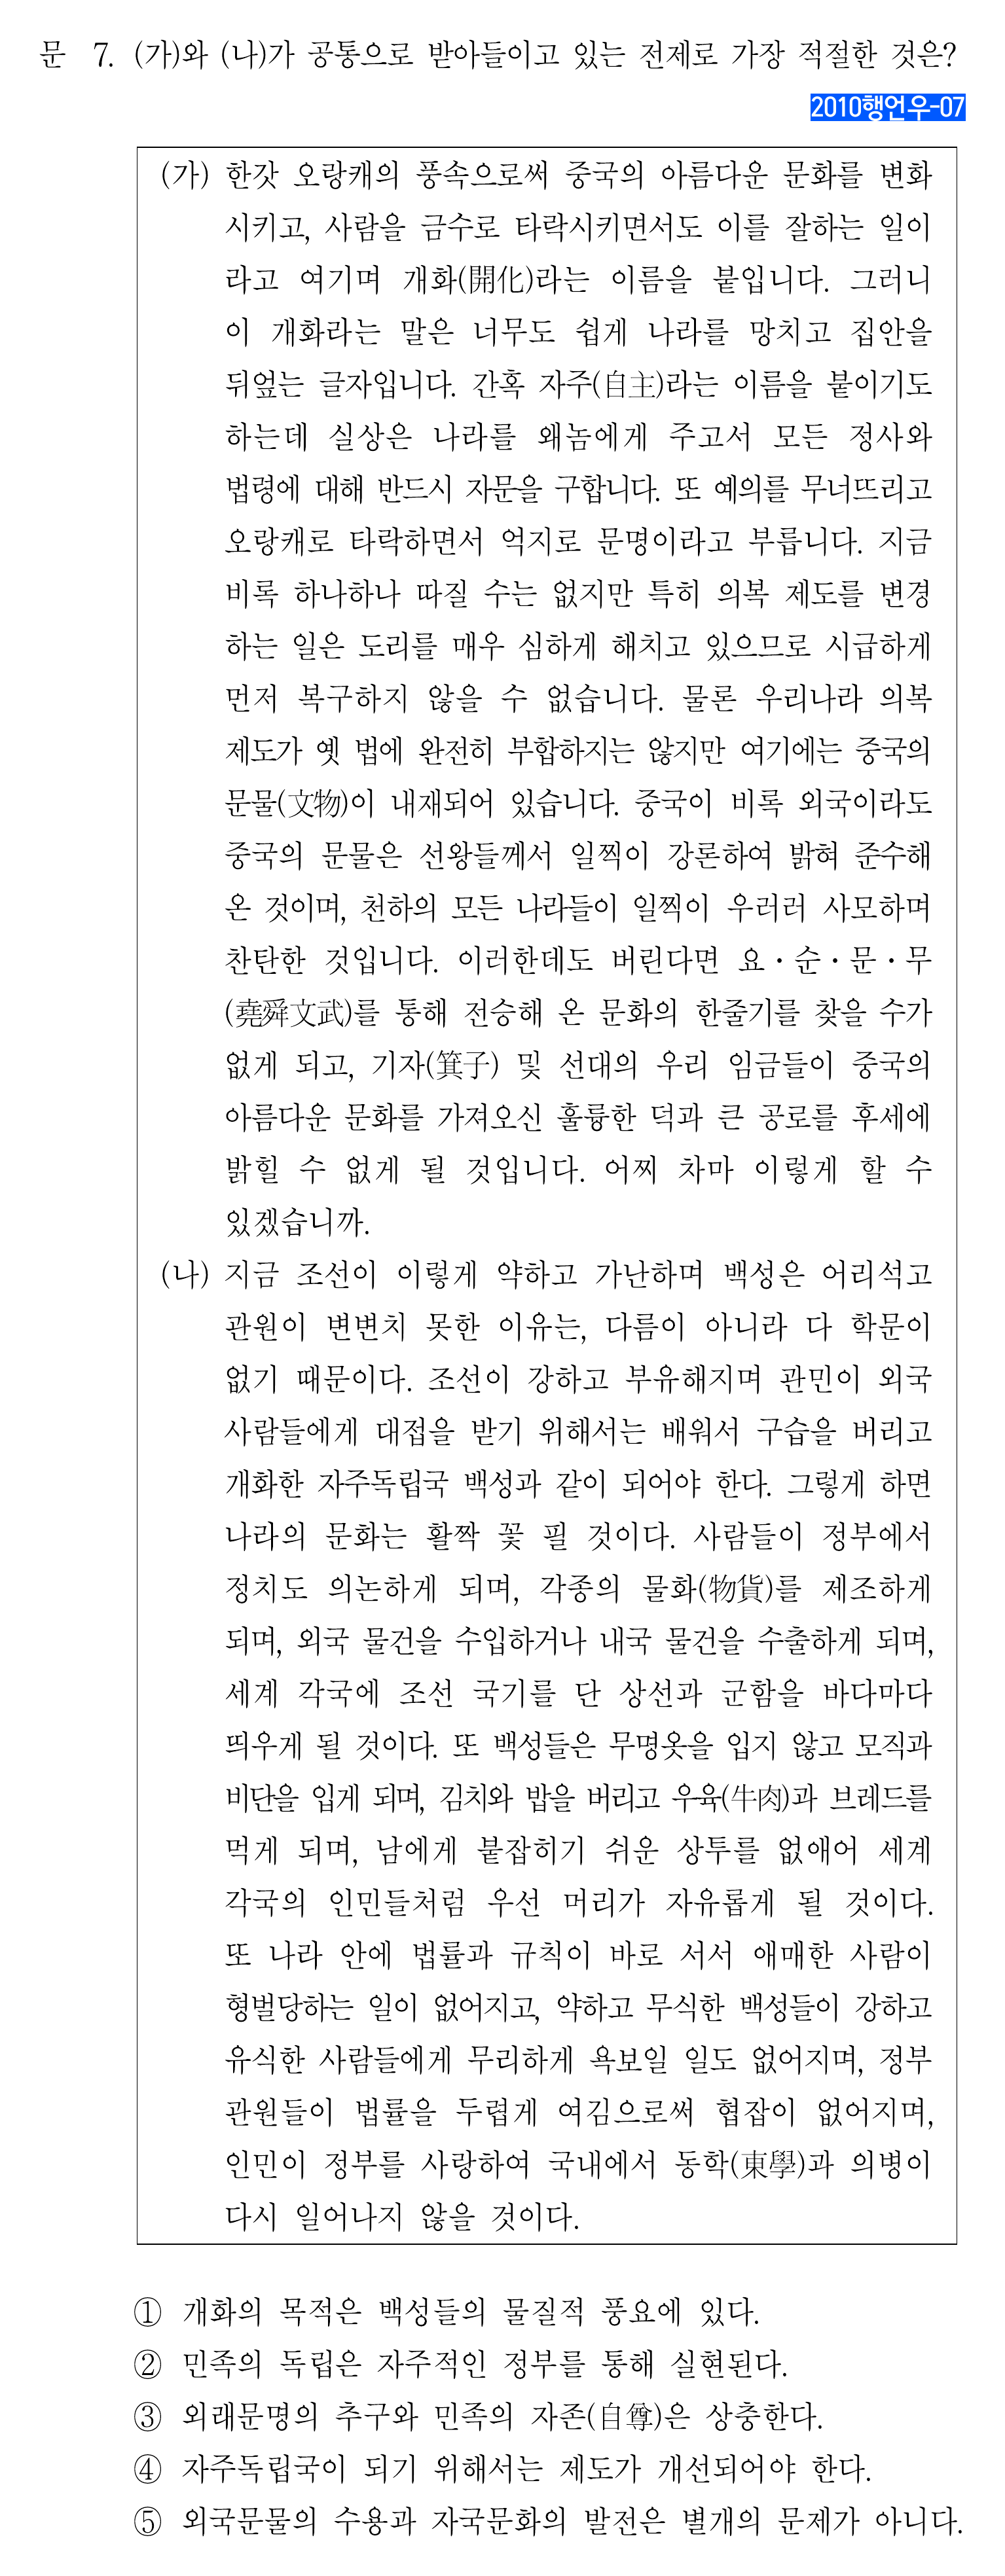 문 7. (가)와 (나)가 공통으로 받아들이고 있는 전제로 가장 적절한 것은?
2010행언우-07
(가) 한갓 오랑캐의 풍속으로써 중국의 아름다운 문화를 변화
시키고, 사람을 금수로 타락시키면서도 이를 잘하는 일이
라고 여기며 개화(開化)라는 이름을 붙입니다. 그러니
이 개화라는 말은 너무도 쉽게 나라를 망치고 집안을
뒤엎는 글자입니다. 간혹 자주(自主)라는 이름을 붙이기도
하는데 실상은 나라를 왜놈에게 주고서 모든 정사와
법령에 대해 반드시 자문을 구합니다. 또 예의를 무너뜨리고
오랑캐로 타락하면서 억지로 문명이라고 부릅니다. 지금
비록 하나하나 따질 수는 없지만 특히 의복 제도를 변경
하는 일은 도리를 매우 심하게 해치고 있으므로 시급하게
먼저 복구하지 않을 수 없습니다. 물론 우리나라 의복
제도가 옛 법에 완전히 부합하지는 않지만 여기에는 중국의
문물(文物)이 내재되어 있습니다. 중국이 비록 외국이라도
중국의 문물은 선왕들께서 일찍이 강론하여 밝혀 준수해
온 것이며, 천하의 모든 나라들이 일찍이 우러러 사모하며
찬탄한 것입니다. 이러한데도 버린다면 요·순·문·무
(堯舜文武)를 통해 전승해 온 문화의 한줄기를 찾을 수가
없게 되고, 기자(箕子) 및 선대의 우리 임금들이 중국의
아름다운 문화를 가져오신 훌륭한 덕과 큰 공로를 후세에
밝힐 수 없게 될 것입니다. 어찌 차마 이렇게 할 수
있겠습니까.
(나) 지금 조선이 이렇게 약하고 가난하며 백성은 어리석고
관원이 변변치 못한 이유는, 다름이 아니라 다 학문이
없기 때문이다. 조선이 강하고 부유해지며 관민이 외국
사람들에게 대접을 받기 위해서는 배워서 구습을 버리고
개화한 자주독립국 백성과 같이 되어야 한다. 그렇게 하면
나라의 문화는 활짝 꽃 필 것이다. 사람들이 정부에서
정치도 의논하게 되며, 각종의 물화(物貨)를 제조하게
되며, 외국 물건을 수입하거나 내국 물건을 수출하게 되며,
세계 각국에 조선 국기를 단 상선과 군함을 바다마다
띄우게 될 것이다. 또 백성들은 무명옷을 입지 않고 모직과
비단을 입게 되며, 김치와 밥을 버리고 우육(牛肉)과 브레드를
먹게 되며, 남에게 붙잡히기 쉬운 상투를 없애어 세계
각국의 인민들처럼 우선 머리가 자유롭게 될 것이다.
또 나라 안에 법률과 규칙이 바로 서서 애매한 사람이
형벌당하는 일이 없어지고, 약하고 무식한 백성들이 강하고
유식한 사람들에게 무리하게 욕보일 일도 없어지며, 정부
관원들이 법률을 두렵게 여김으로써 협잡이 없어지며,
인민이 정부를 사랑하여 국내에서 동학(東學)과 의병이
다시 일어나지 않을 것이다.
① 개화의 목적은 백성들의 물질적 풍요에 있다.
② 민족의 독립은 자주적인 정부를 통해 실현된다.
③ 외래문명의 추구와 민족의 자존(自尊)은 상충한다.
④ 자주독립국이 되기 위해서는 제도가 개선되어야 한다.
⑤ 외국문물의 수용과 자국문화의 발전은 별개의 문제가 아니다.